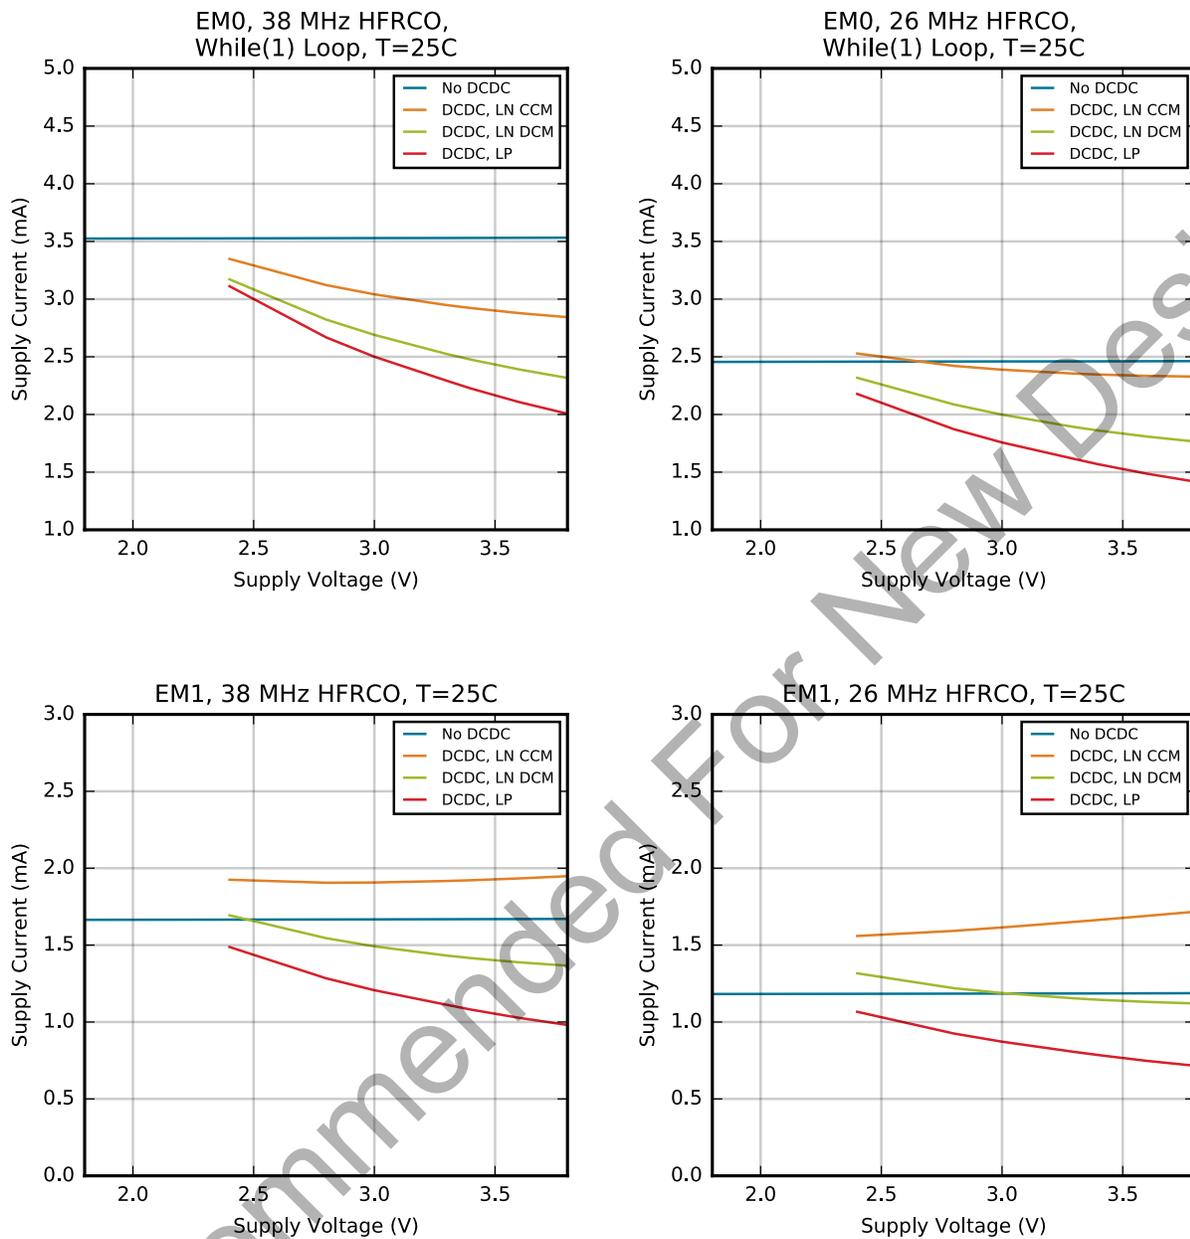 EM0, 38 MHz HFRCO,
While(1) Loop, T=25C
5.0
4.5
4.0
3.5
3.0
2.5
2.0
1.5
1.0
Supply Current (mA)
No DCDC
DCDC, LN CCM
DCDC, LN DCM
DCDC, LP
2.0 2.5 3.0 3.5
Supply Voltage (V)
EM0, 26 MHz HFRCO,
While(1) Loop, T=25C
5.0
4.5
4.0
3.5
3.0
2.5
2.0
1.5
1.0
Supply Current (mA)
No DCDC
DCDC, LN CCM
DCDC, LN DCM
DCDC, LP
2.0 2.5 3.0 3.5
Supply Voltage (V)
EM1, 38 MHz HFRCO, T=25C
3.0
2.5
2.0
1.5
1.0
0.5
0.0
Supply Current (mA)
No DCDC
DCDC, LN CCM
DCDC, LN DCM
DCDC, LP
2.0 2.5 3.0 3.5
Supply Voltage (V)
EM1, 26 MHz HFRCO, T=25C
3.0
2.5
2.0
1.5
1.0
0.5
0.0
Supply Current (mA)
No DCDC
DCDC, LN CCM
DCDC, LN DCM
DCDC, LP
2.0 2.5 3.0 3.5
Supply Voltage (V)
ommended For New Desi